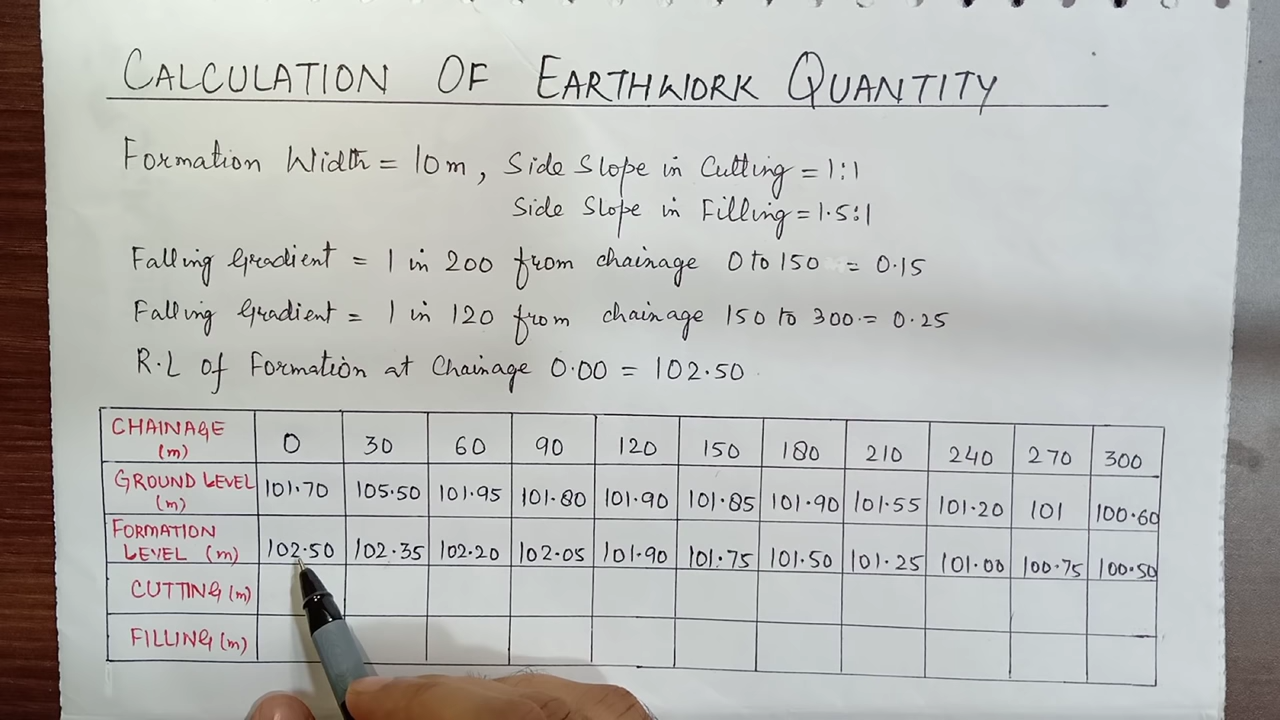 CALCULATION OF EARTHWORK QUANTITY
Formation Width = 10m, Side Slope in Cutting = 1:1
Side Slope in Filling = 1.5:1
Falling Gradient = 1 in 200 from chainage 0 to 150 = 0.15
Falling Gradient = 1 in 120 from chainage 150 to 300 = 0.25
R.L of Formation at Chainage 0.00 = 102.50
CHAINAGE (m) 0 30 60 90 120 150 180 210 240 270 300
GROUND LEVEL (m) 101.70 105.50 101.95 101.80 101.90 101.85 101.90 101.55 101.20 101 100.60
FORMATION LEVEL (m) 102.50 102.35 102.20 102.05 101.90 101.75 101.50 101.25 101.00 100.75 100.50
CUTTING (m)
FILLING (m)